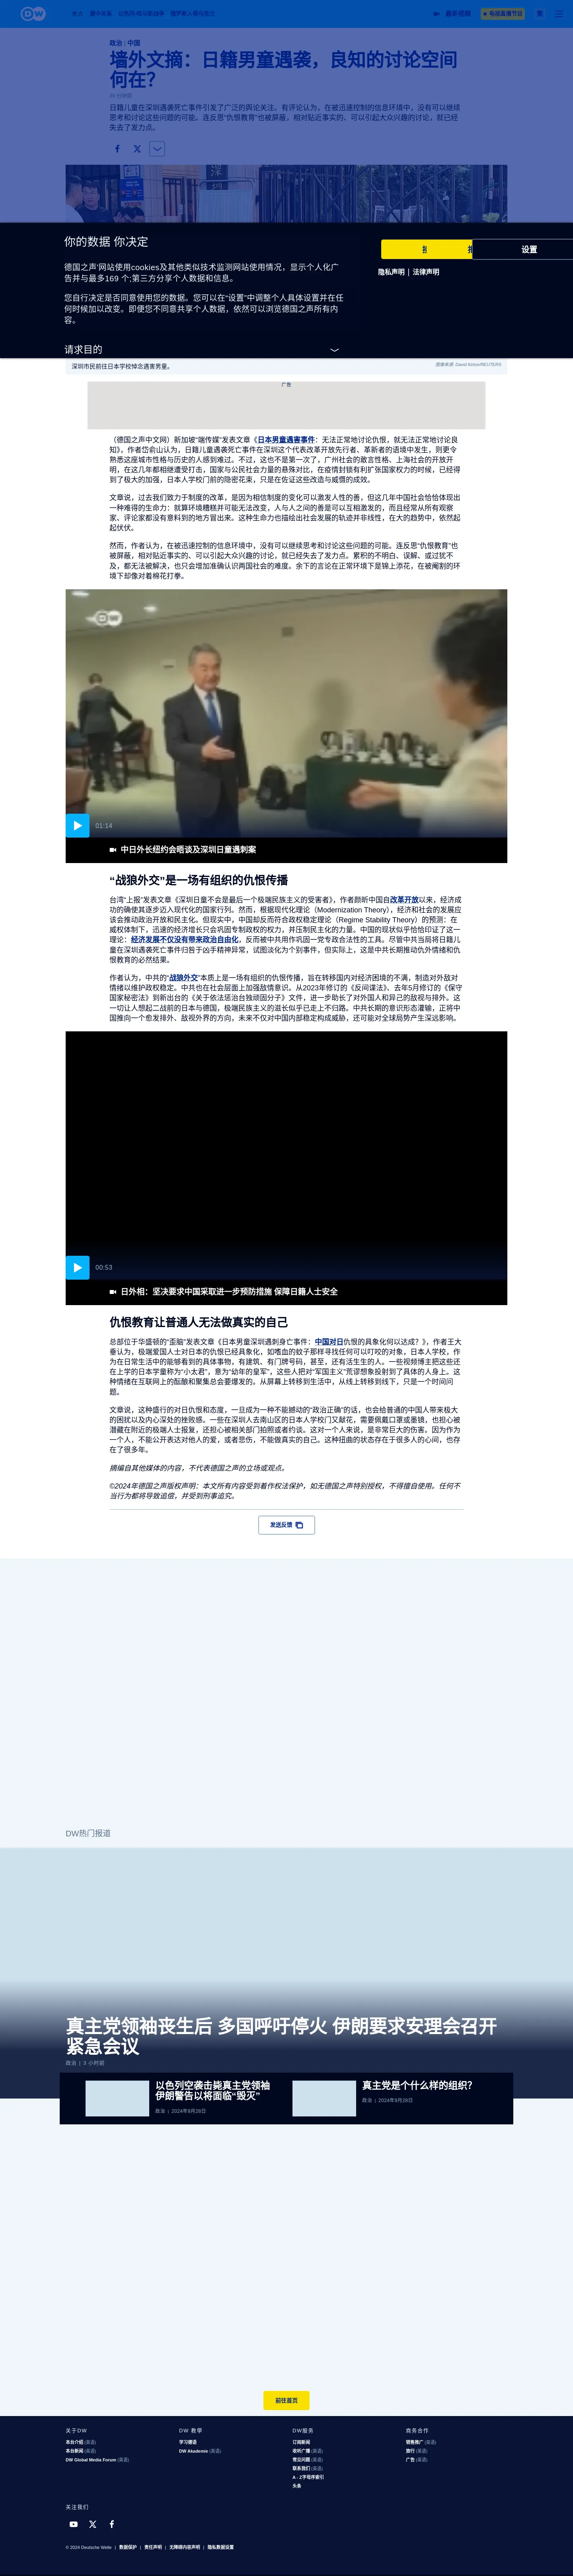 政治｜中国
墙外文摘：日籍男童遇袭，良知的讨论空间
何在？
日籍儿童在深圳遇袭死亡事件引发了广泛的舆论关注。有评论认为，在被迅速控制的信息环境中，没有可以继续
思考和讨论这些问题的可能。连反思“仇恨教育”也被屏蔽，相对贴近事实的、可以引起大众兴趣的讨论，就已经
失去了发力点。
你的数据 你决定
德国之声网站使用cookies及其他类似技术监测网站使用情况，显示个人化广
告并与最多169 个;第三方分享个人数据和信息。
您自行决定是否同意使用您的数据。您可以在“设置”中调整个人具体设置并在任
何时候加以改变。即使您不同意共享个人数据，依然可以浏览德国之声所有内
容。
请求目的
设置
隐私声明 | 法律声明
深圳市民前往日本学校悼念遇害男童。
图像来源: David Kirton/REUTERS
广告
（德国之声中文网）新加坡“端传媒”发表文章《日本男童遇害事件：无法正常地讨论仇恨，就无法正常地讨论良
知》，作者岱俞山认为，日籍儿童遇袭死亡事件在深圳这个代表改革开放先行者、革新者的语境中发生，则更令
熟悉这座城市性格与历史的人感到难过。不过，这也不是第一次了，广州社会的敢言性格、上海社会的开放开
明，在这几年都相继遭受打击，国家与公民社会力量的悬殊对比，在疫情封锁有利扩张国家权力的时候，已经得
到了极大的加强，日本人学校门前的隐密花束，只是在佐证这些改造与威慑的成效。
文章说，过去我们致力于制度的改革，是因为相信制度的变化可以激发人性的善，但这几年中国社会恰恰体现出
一种难得的生命力：就算环境糟糕并可能无法改变，人与人之间的善是可以互相激发的，而且经常从所有观察
家、评论家都没有意料到的地方冒出来。这种生命力也描绘出社会发展的轨迹并非线性，在大的趋势中，依然起
起伏伏。
然而，作者认为，在被迅速控制的信息环境中，没有可以继续思考和讨论这些问题的可能。连反思“仇恨教育”也
被屏蔽，相对贴近事实的、可以引起大众兴趣的讨论，就已经失去了发力点。累积的不明白、误解、或过犹不
及，都无法被解决，也只会增加准确认识两国社会的难度。余下的言论在正常环境下是锦上添花，在被阉割的环
境下却像对着棉花打拳。
01:14
中日外长纽约会晤谈及深圳日童遇刺案
“战狼外交”是一场有组织的仇恨传播
台湾“上报”发表文章《深圳日童不会是最后一个极端民族主义的受害者》，作者颜昕中国自改革开放以来，经济成
功的确使其逐步迈入现代化的国家行列。然而，根据现代化理论（Modernization Theory），经济和社会的发展应
该会推动政治开放和民主化。但现实中，中国却反而符合政权稳定理论（Regime Stability Theory）的预测：在
威权体制下，迅速的经济增长只会巩固专制政权的权力，并压制民主化的力量。中国的现状似乎恰恰印证了这一
理论：经济发展不仅没有带来政治自由化，反而被中共用作巩固一党专政合法性的工具。尽管中共当局将日籍儿
童在深圳遇袭死亡事件归咎于凶手精神异常，试图淡化为个别事件，但实际上，这是中共长期推动仇外情绪和仇
恨教育的必然结果。
作者认为，中共的“战狼外交”本质上是一场有组织的仇恨传播，旨在转移国内对经济困境的不满，制造对外敌对
情绪以维护政权稳定。中共也在社会层面上加强敌情意识。从2023年修订的《反间谍法》、去年5月修订的《保守
国家秘密法》到新出台的《关于依法惩治台独顽固分子》文件，进一步助长了对外国人和异己的敌视与排外。这
一切让人想起二战前的日本与德国，极端民族主义的滋长似乎已走上不归路。中共长期的意识形态灌输，正将中
国推向一个愈发排外、敌视外界的方向，未来不仅对中国内部稳定构成威胁，还可能对全球局势产生深远影响。
00:53
日外相：坚决要求中国采取进一步预防措施 保障日籍人士安全
仇恨教育让普通人无法做真实的自己
总部位于华盛顿的“歪脑”发表文章《日本男童深圳遇刺身亡事件：中国对日仇恨的具象化何以达成？》，作者王大
垂认为，极端爱国人士对日本的仇恨已经具象化，如嗜血的蚊子那样寻找任何可以叮咬的对象，日本人学校，作
为在日常生活中的能够看到的具体事物，有建筑、有门牌号码，甚至，还有活生生的人。一些视频博主把这些还
在上学的日本学童称为“小太君”，意为“幼年的皇军”，这些人把对“军国主义”荒谬想象投射到了具体的人身上。这
种情绪在互联网上的酝酿和聚集总会要爆发的。从屏幕上转移到生活中，从线上转移到线下，只是一个时间问
题。
文章说，这种盛行的对日仇恨和态度，一旦成为一种不能撼动的“政治正确”的话，也会给普通的中国人带来极大
的困扰以及内心深处的挫败感。一些在深圳人去南山区的日本人学校门又献花，需要佩戴口罩或墨镜，也担心被
潜藏在附近的极端人士报复，还担心被相关部门拍照或者约谈。这对一个人来说，是非常巨大的伤害。因为作为
一个人，不能公开表达对他人的爱，或者悲伤，不能做真实的自己。这种扭曲的状态存在于很多人的心间，也存
在了很多年。
摘编自其他媒体的内容，不代表德国之声的立场或观点。
©2024年德国之声版权声明：本文所有内容受到着作权法保护，如无德国之声特别授权，不得擅自使用。任何不
当行为都将导致追偿，并受到刑事追究。
发送反馈
DW热门报道
真主党领袖丧生后 多国呼吁停火 伊朗要求安理会召开
紧急会议
政治 | 3 小时前
以色列空袭击毙真主党领袖
伊朗警告以将面临“毁灭”
政治 | 2024年9月28日
真主党是个什么样的组织？
政治 | 2024年9月28日
前往首页
关于DW
本台介绍 (英语)
本台新闻 (英语)
DW Global Media Forum (英语)
DW 教學
学习德语
DW Akademie (英语)
DW服务
订阅新闻
收听广播 (英语)
常见问题 (英语)
联系我们 (英语)
A - Z字母序索引
头条
商务合作
销售推广 (英语)
旅行 (英语)
广告 (英语)
关注我们
© 2024 Deutsche Welle | 数据保护 | 责任声明 | 无障碍内容声明 | 隐私数据设置